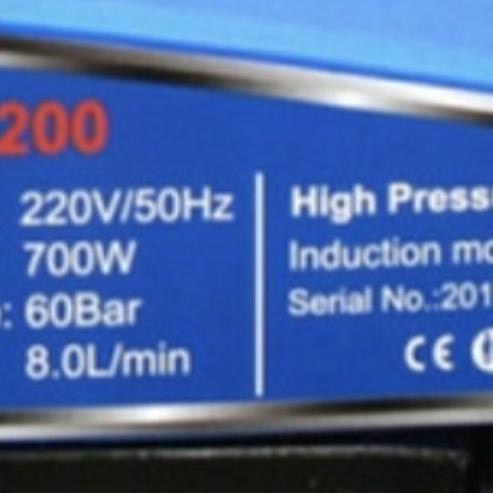 200
220V/50Hz
700W
: 60Bar
8.0L/min
High Press
Induction mo
Serial No.:201
CE